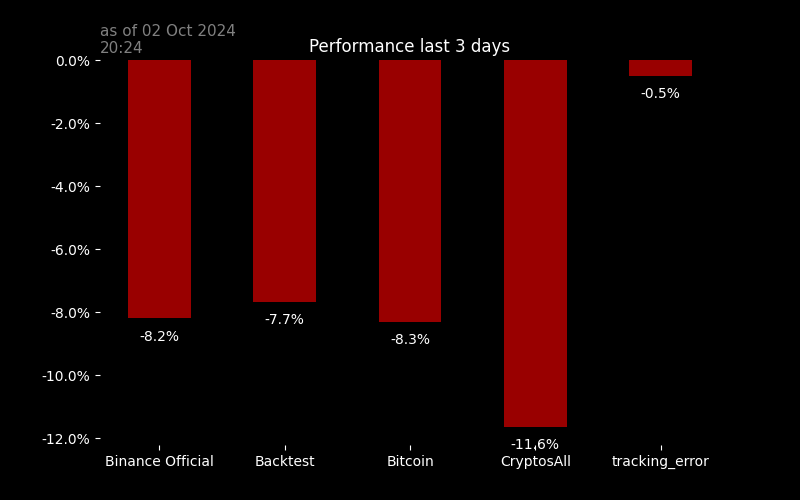 as of 02 Oct 2024
20:24
Performance last 3 days
0.0%
-2.0%
-4.0%
-6.0%
-8.0%
-10.0%
-12.0%
-8.2%
-7.7%
-8.3%
-11.6%
-0.5%
Binance Official
Backtest
Bitcoin
CryptosAll
tracking_error